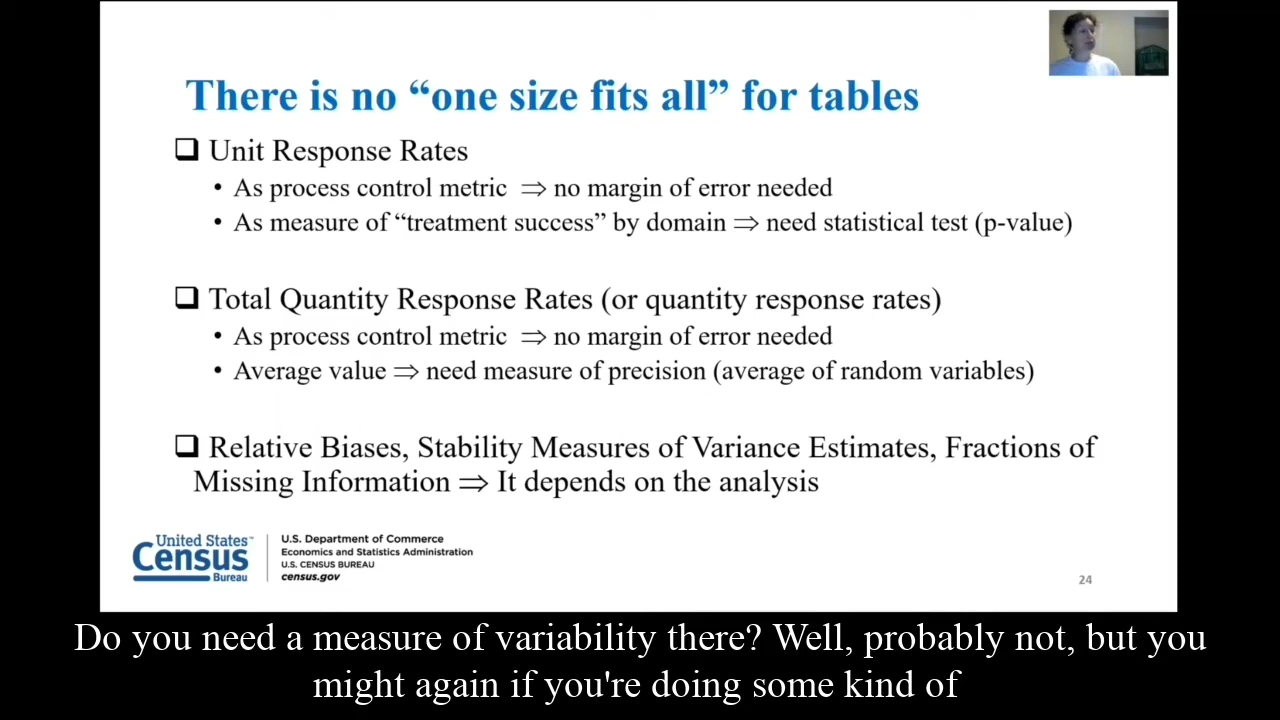 There is no “one size fits all” for tables
❑ Unit Response Rates
• As process control metric ⇒ no margin of error needed
• As measure of “treatment success” by domain ⇒ need statistical test (p-value)
❑ Total Quantity Response Rates (or quantity response rates)
• As process control metric ⇒ no margin of error needed
• Average value ⇒ need measure of precision (average of random variables)
❑ Relative Biases, Stability Measures of Variance Estimates, Fractions of
Missing Information ⇒ It depends on the analysis
United States™
Census
Bureau
U.S. Department of Commerce
Economics and Statistics Administration
U.S. CENSUS BUREAU
census.gov
24
Do you need a measure of variability there? Well, probably not, but you
might again if you're doing some kind of